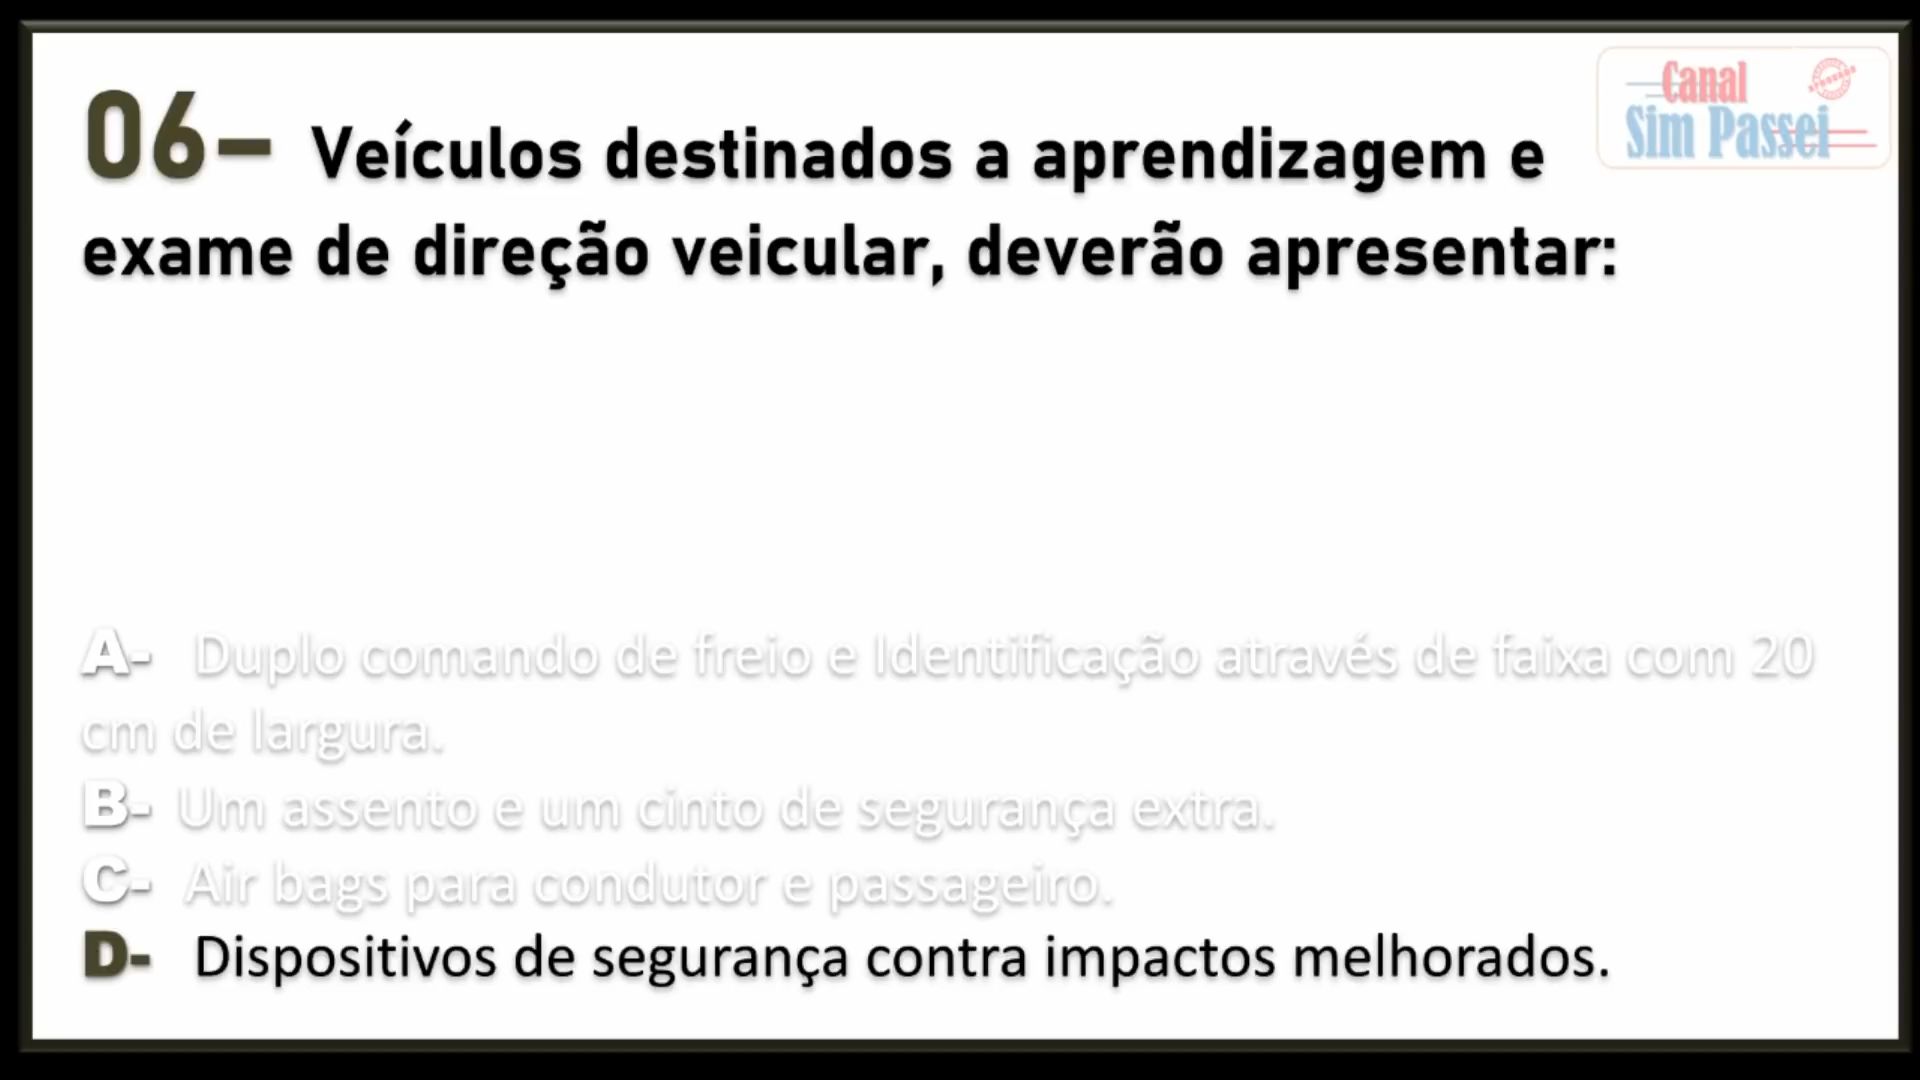 Canal
Sim Passei
06– Veículos destinados a aprendizagem e
exame de direção veicular, deverão apresentar:
A- Duplo comando de freio e Identificação através de faixa com 20
cm de largura.
B- Um assento e um cinto de segurança extra.
C- Air bags para condutor e passageiro.
D- Dispositivos de segurança contra impactos melhorados.